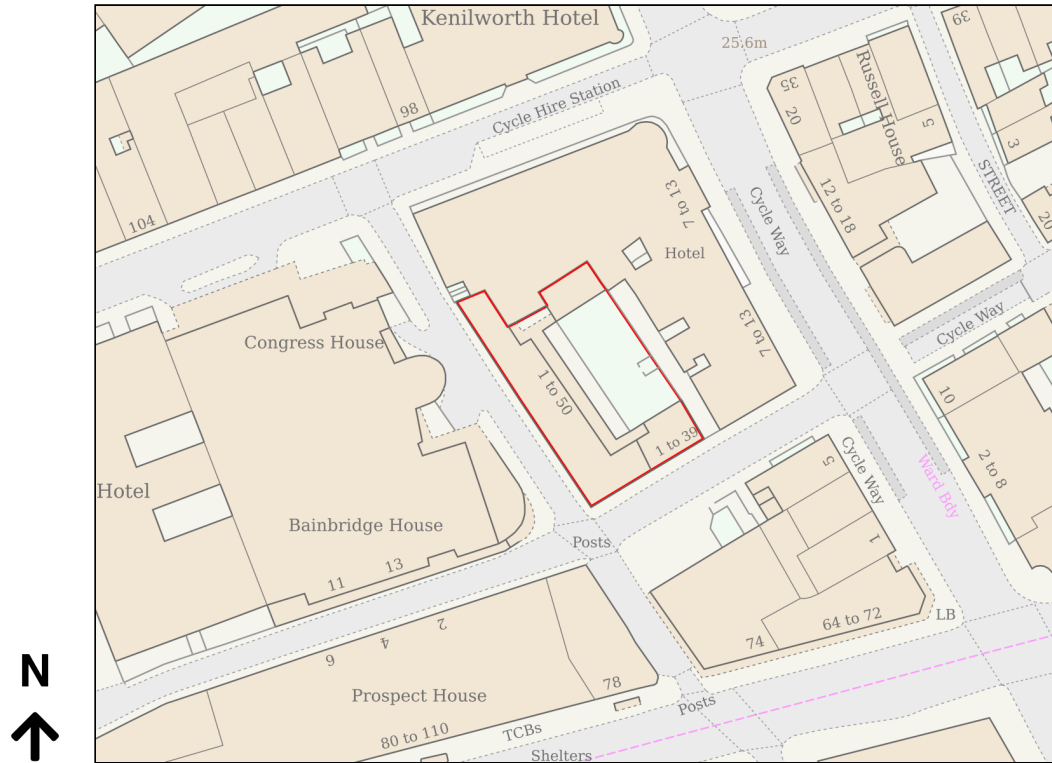 Kenilworth Hotel
25.6m
39
35
Russell House
Cycle Hire Station
98
20
5
3
7 to 13
STREET
12 to 18
20
Cycle Way
104
Hotel
7 to 13
Cycle Way
Congress House
1 to 50
10
1 to 39
Cycle Way
5
2 to 8
Ward Bdy
Hotel
Bainbridge House
1
Posts
11
13
2
4
6
64 to 72
LB
74
N
Prospect House
78
Posts
80 to 110
TCBs
Shelters